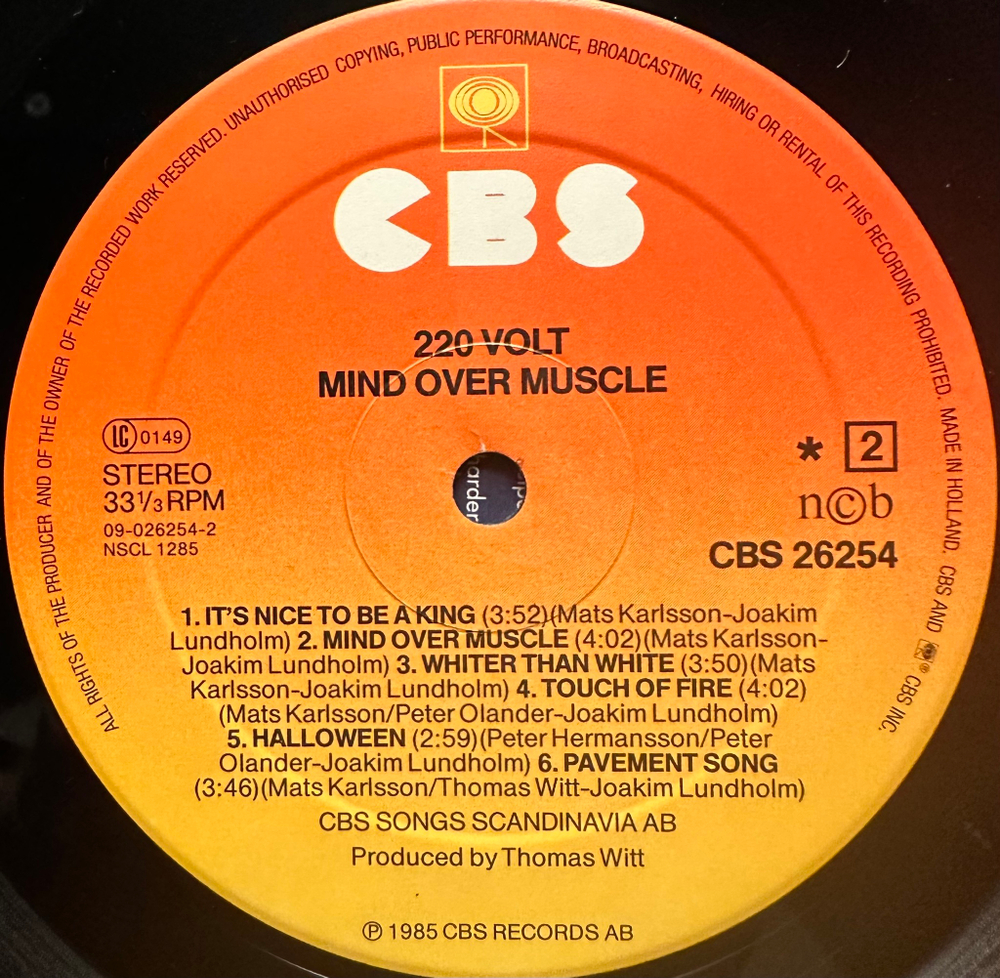 ALL RIGHTS OF THE PRODUCER AND OF THE OWNER OF THE RECORDED WORK RESERVED. UNAUTHORISED COPYING, PUBLIC PERFORMANCE, BROADCASTING, HIRING OR RENTAL OF THIS RECORDING PROHIBITED. MADE IN HOLLAND. CBS AND ® CBS INC.
CBS
220 VOLT
MIND OVER MUSCLE
LC 0149
STEREO
33 1/3 RPM
09-026254-2
NSCL 1285
* 2
n©b
CBS 26254
arder
1. IT'S NICE TO BE A KING (3:52)(Mats Karlsson-Joakim
Lundholm) 2. MIND OVER MUSCLE (4:02)(Mats Karlsson-
Joakim Lundholm) 3. WHITER THAN WHITE (3:50)(Mats
Karlsson-Joakim Lundholm) 4. TOUCH OF FIRE (4:02)
(Mats Karlsson/Peter Olander-Joakim Lundholm)
5. HALLOWEEN (2:59)(Peter Hermansson/Peter
Olander-Joakim Lundholm) 6. PAVEMENT SONG
(3:46)(Mats Karlsson/Thomas Witt-Joakim Lundholm)
CBS SONGS SCANDINAVIA AB
Produced by Thomas Witt
℗ 1985 CBS RECORDS AB